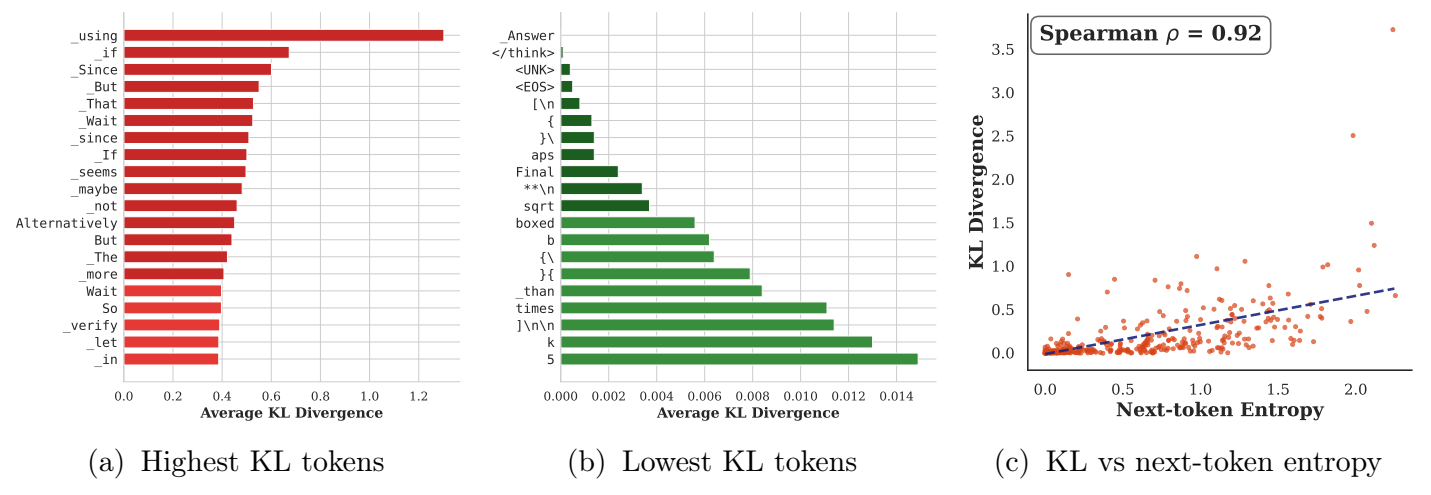 _using
_if
_Since
_But
_That
_Wait
_since
_If
_seems
_maybe
_not
Alternatively
But
_The
_more
Wait
So
_verify
_let
_in
0.0 0.2 0.4 0.6 0.8 1.0 1.2
Average KL Divergence
(a) Highest KL tokens
_Answer
</think>
<UNK>
<EOS>
[\n
{
}\
aps
Final
**\n
sqrt
boxed
b
{\
}{
_than
times
]\n\n
k
5
0.000 0.002 0.004 0.006 0.008 0.010 0.012 0.014
Average KL Divergence
(b) Lowest KL tokens
Spearman ρ = 0.92
KL Divergence
3.5
3.0
2.5
2.0
1.5
1.0
0.5
0.0
0.0 0.5 1.0 1.5 2.0
Next-token Entropy
(c) KL vs next-token entropy